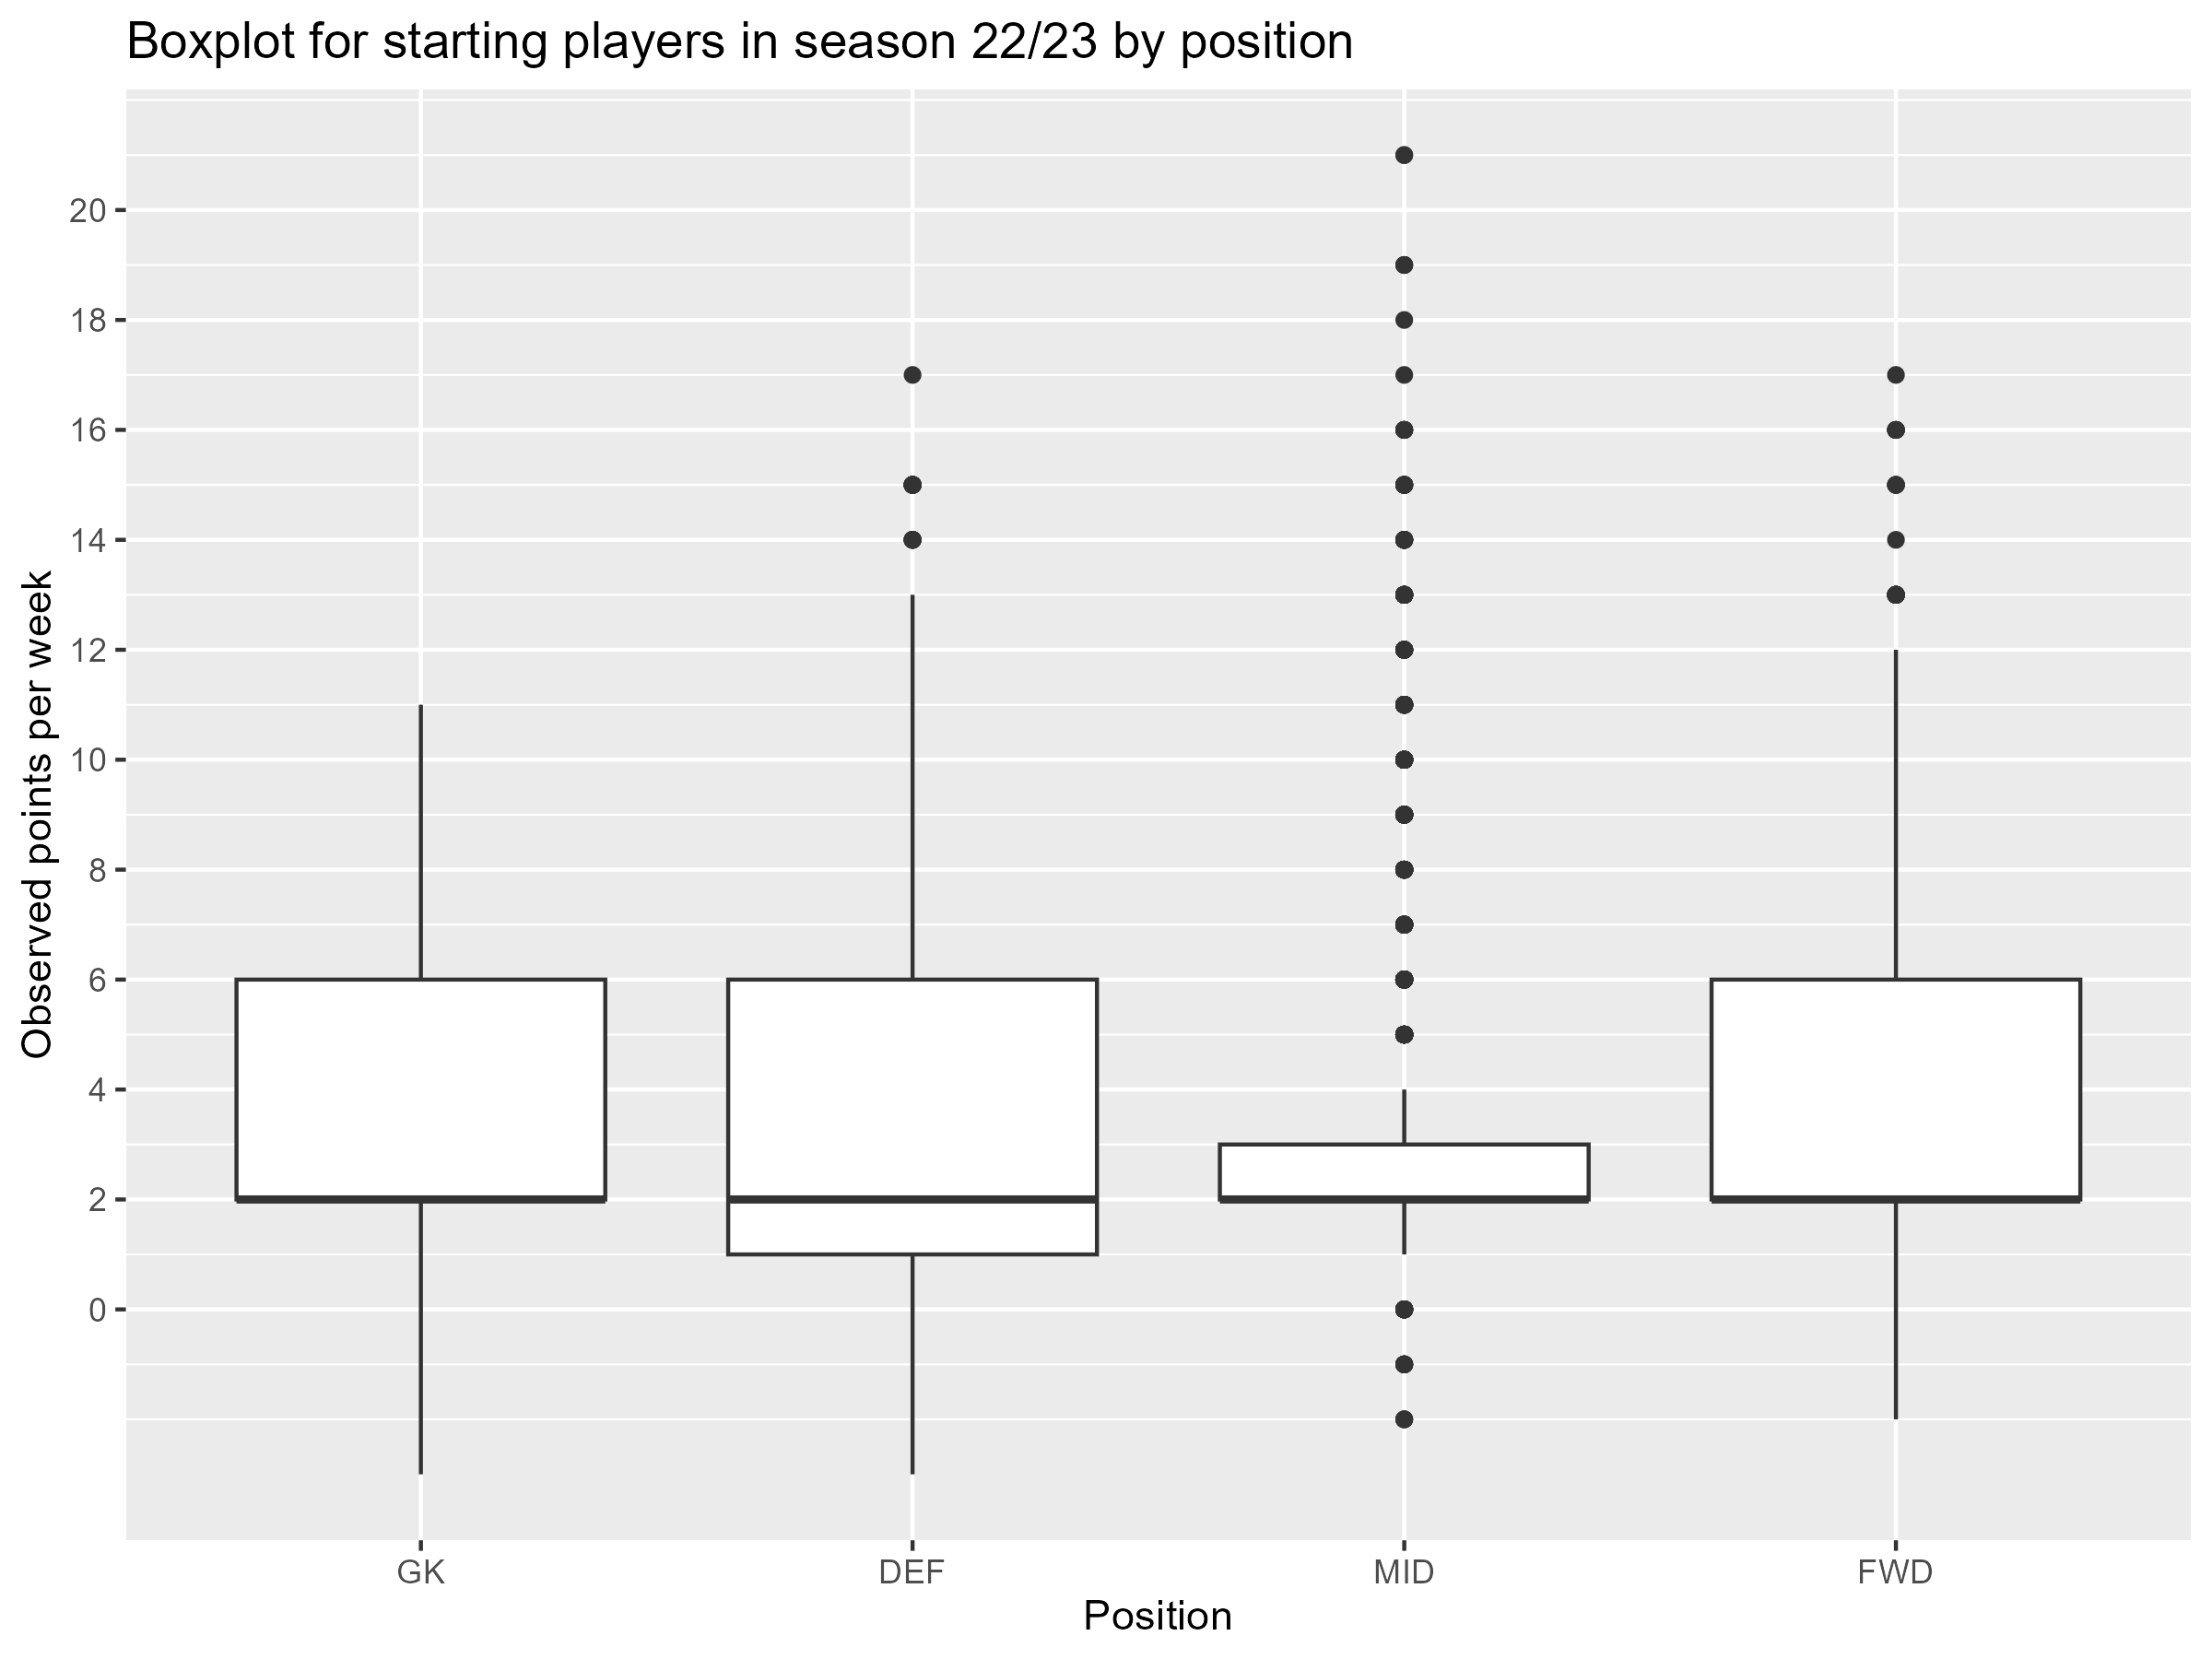 Boxplot for starting players in season 22/23 by position
Observed points per week
20
18
16
14
12
10
8
6
4
2
0
GK DEF MID FWD
Position